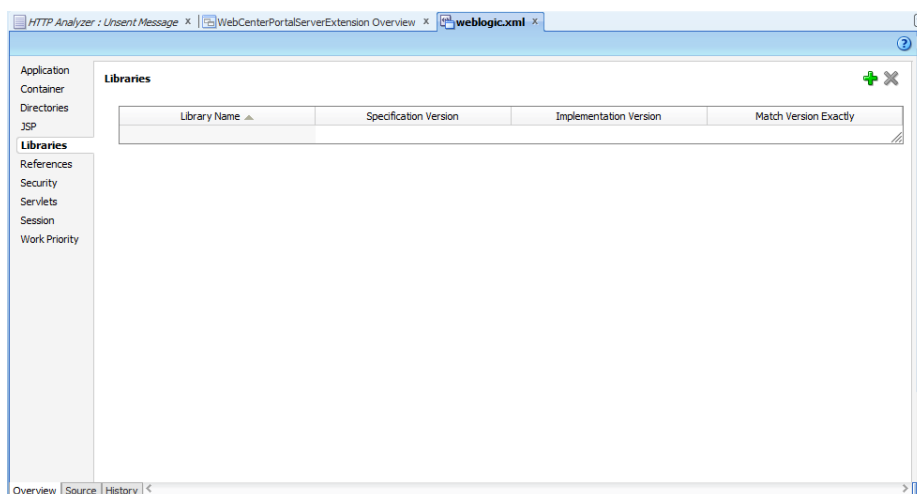 HTTP Analyzer : Unsent Message x WebCenterPortalServerExtension Overview x weblogic.xml x
Application
Container
Directories
JSP
Libraries
References
Security
Servlets
Session
Work Priority
Libraries
Library Name Specification Version Implementation Version Match Version Exactly
Overview Source History